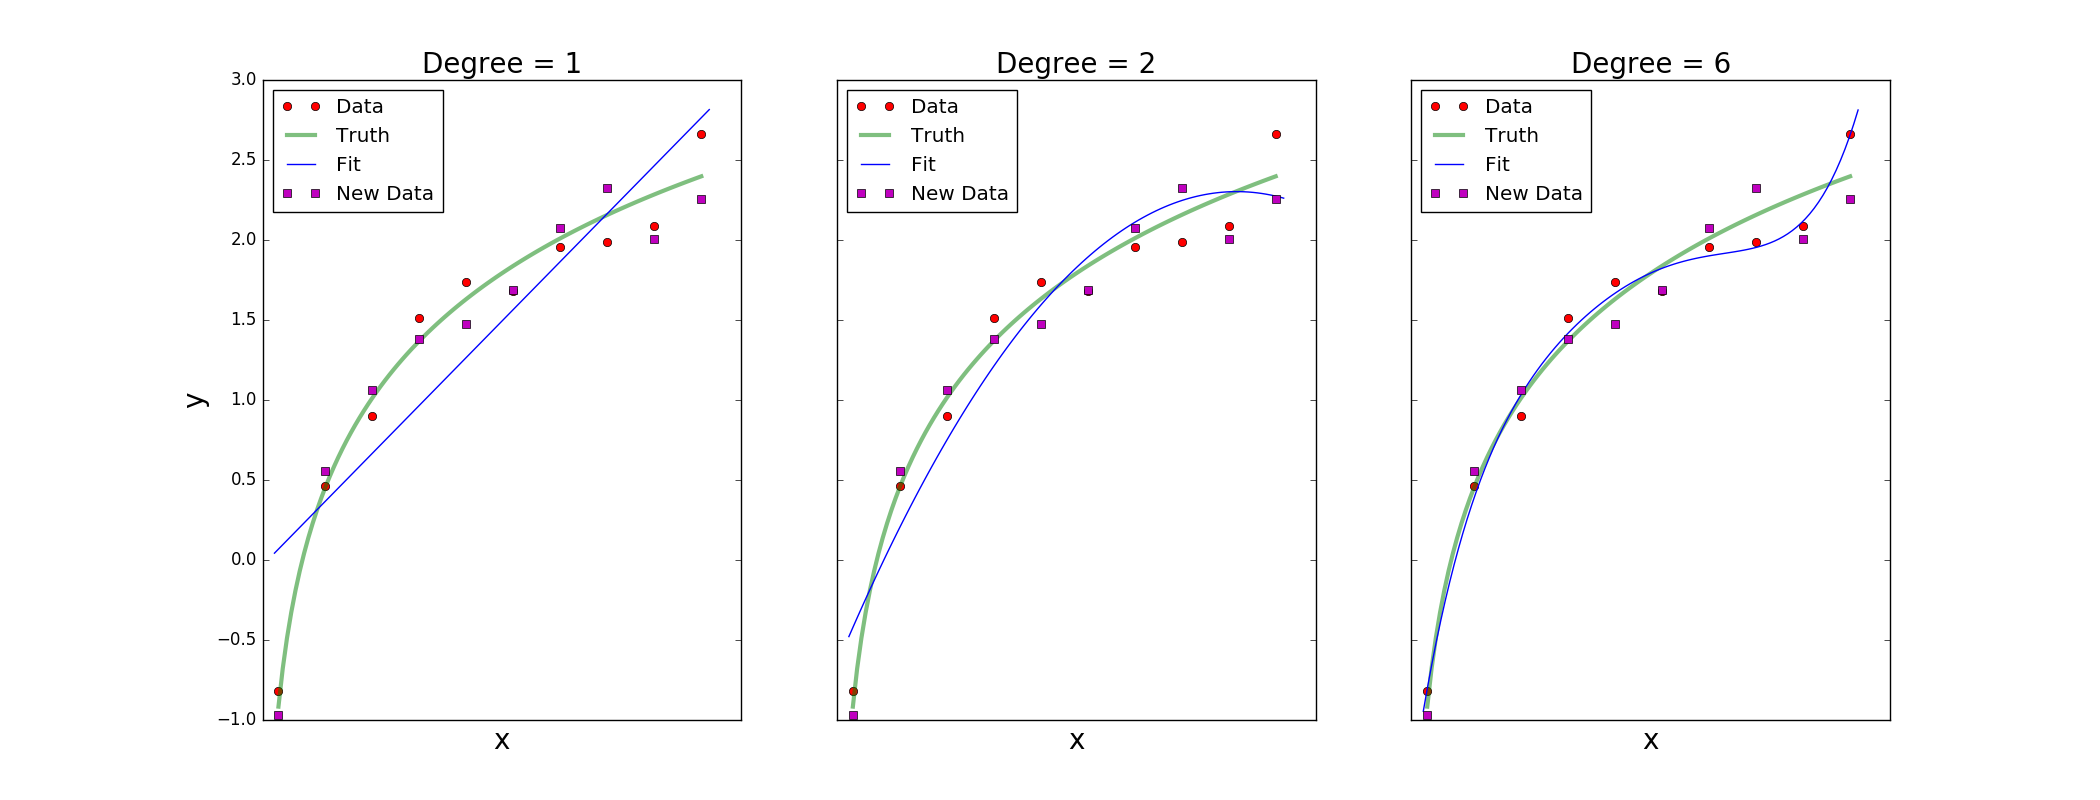 Degree = 1
Degree = 2
Degree = 6
3.0
2.5
2.0
1.5
1.0
0.5
0.0
−0.5
−1.0
y
Data
Truth
Fit
New Data
Data
Truth
Fit
New Data
Data
Truth
Fit
New Data
x
x
x